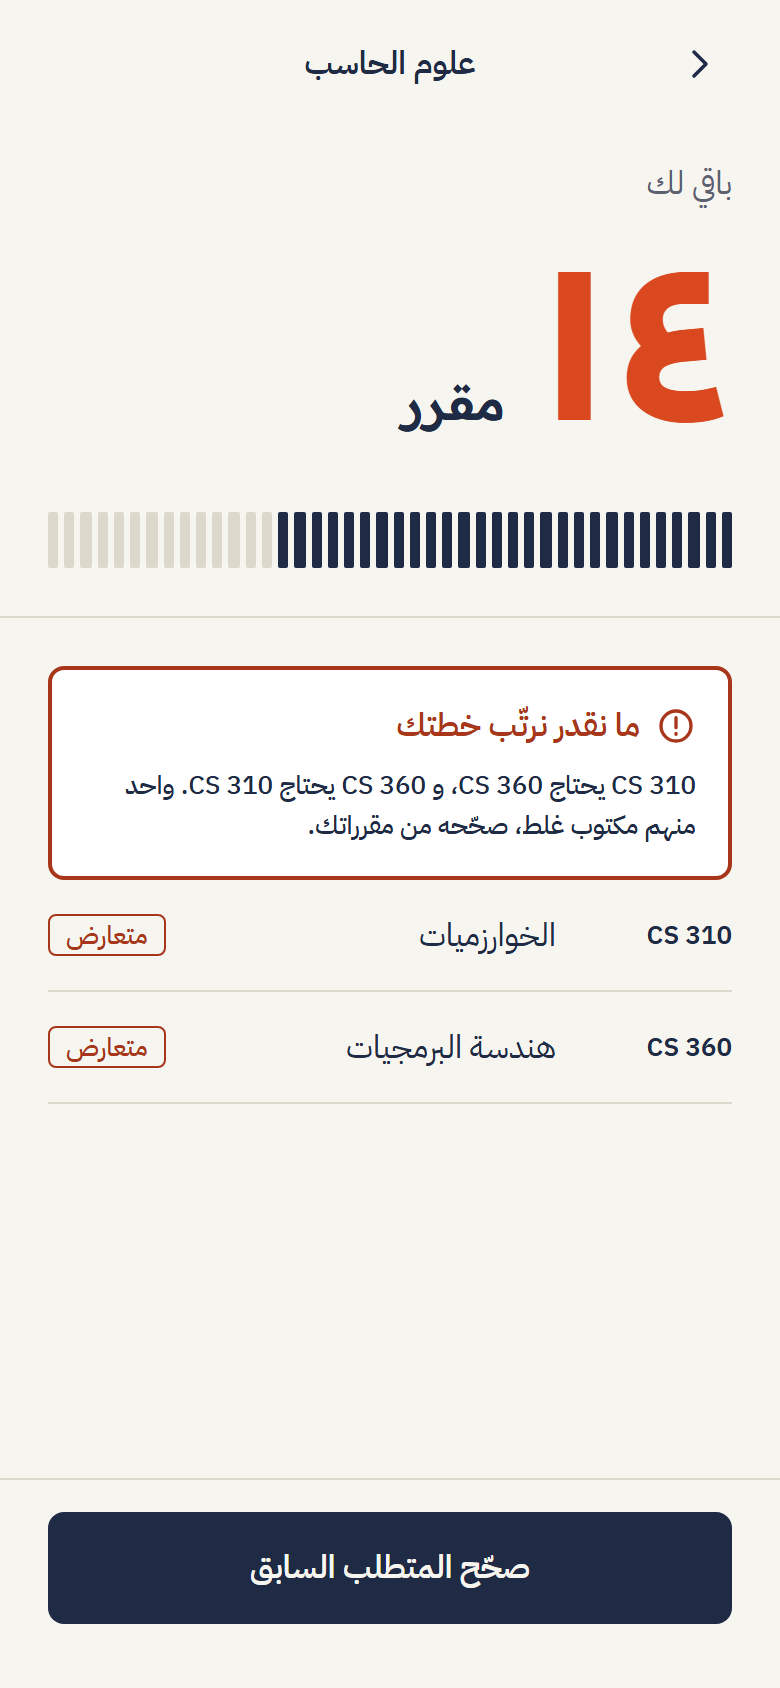 علوم الحاسب
باقي لك
١٤ مقرر
ما نقدر نرتّب خطتك
CS 310 يحتاج CS 360، و CS 360 يحتاج CS 310. واحد
منهم مكتوب غلط، صحّحه من مقرراتك.
CS 310 الخوارزميات متعارض
CS 360 هندسة البرمجيات متعارض
صحّح المتطلب السابق